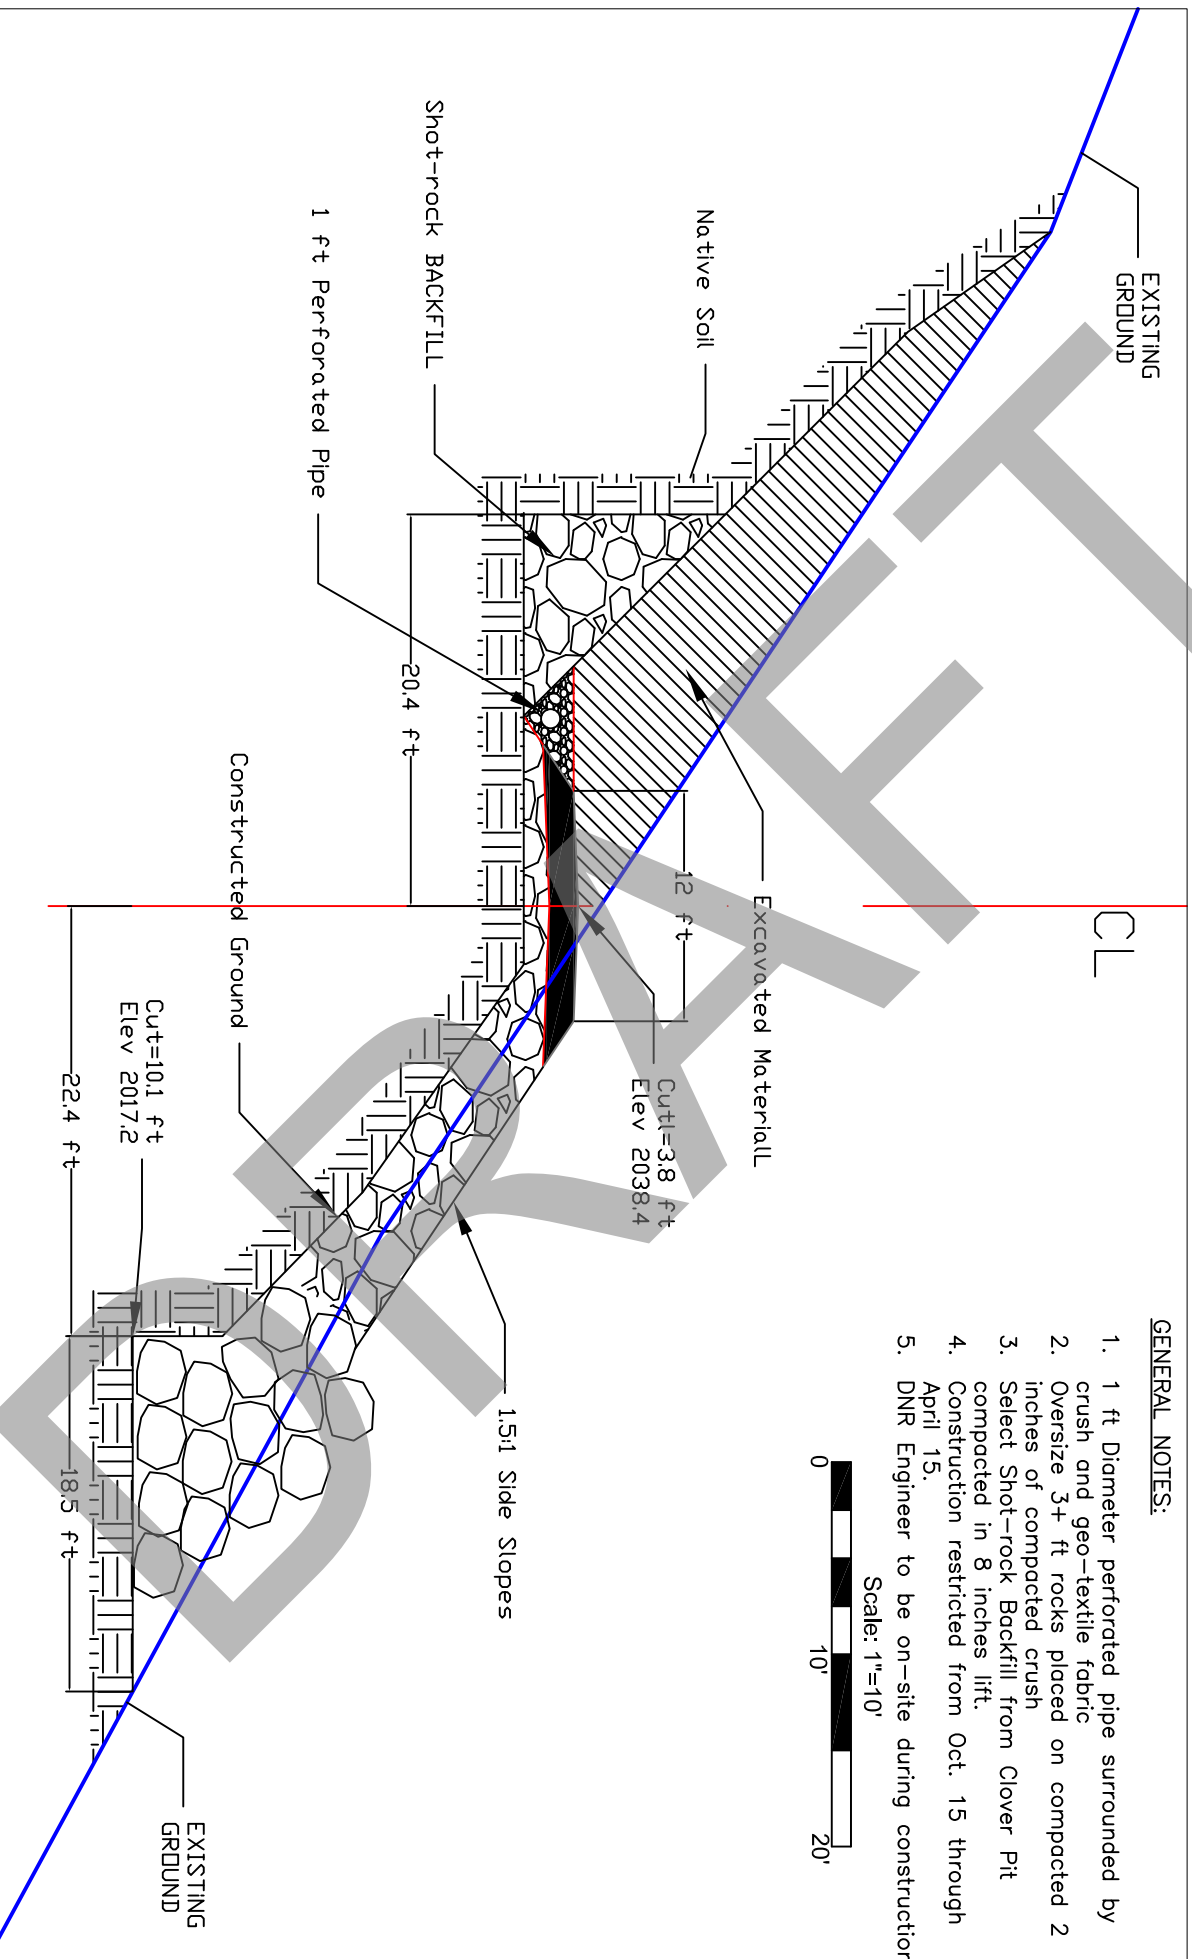 EXISTING
GROUND
CL
Native Soil
Shot-rock BACKFILL
1 ft Perforated Pipe
20.4 ft
12 ft
Excavated Materiall
Cutl=3.8 ft
Elev 2038.4
Constructed Ground
Cut=10.1 ft
Elev 2017.2
22.4 ft
18.5 ft
1.5:1 Side Slopes
EXISTING
GROUND
GENERAL NOTES:
1. 1 ft Diameter perforated pipe surrounded by
crush and geo-textile fabric
2. Oversize 3+ ft rocks placed on compacted 2
inches of compacted crush
3. Select Shot-rock Backfill from Clover Pit
compacted in 8 inches lift.
4. Construction restricted from Oct. 15 through
April 15.
5. DNR Engineer to be on-site during construction
Scale: 1"=10'
0 10' 20'
DRAFT